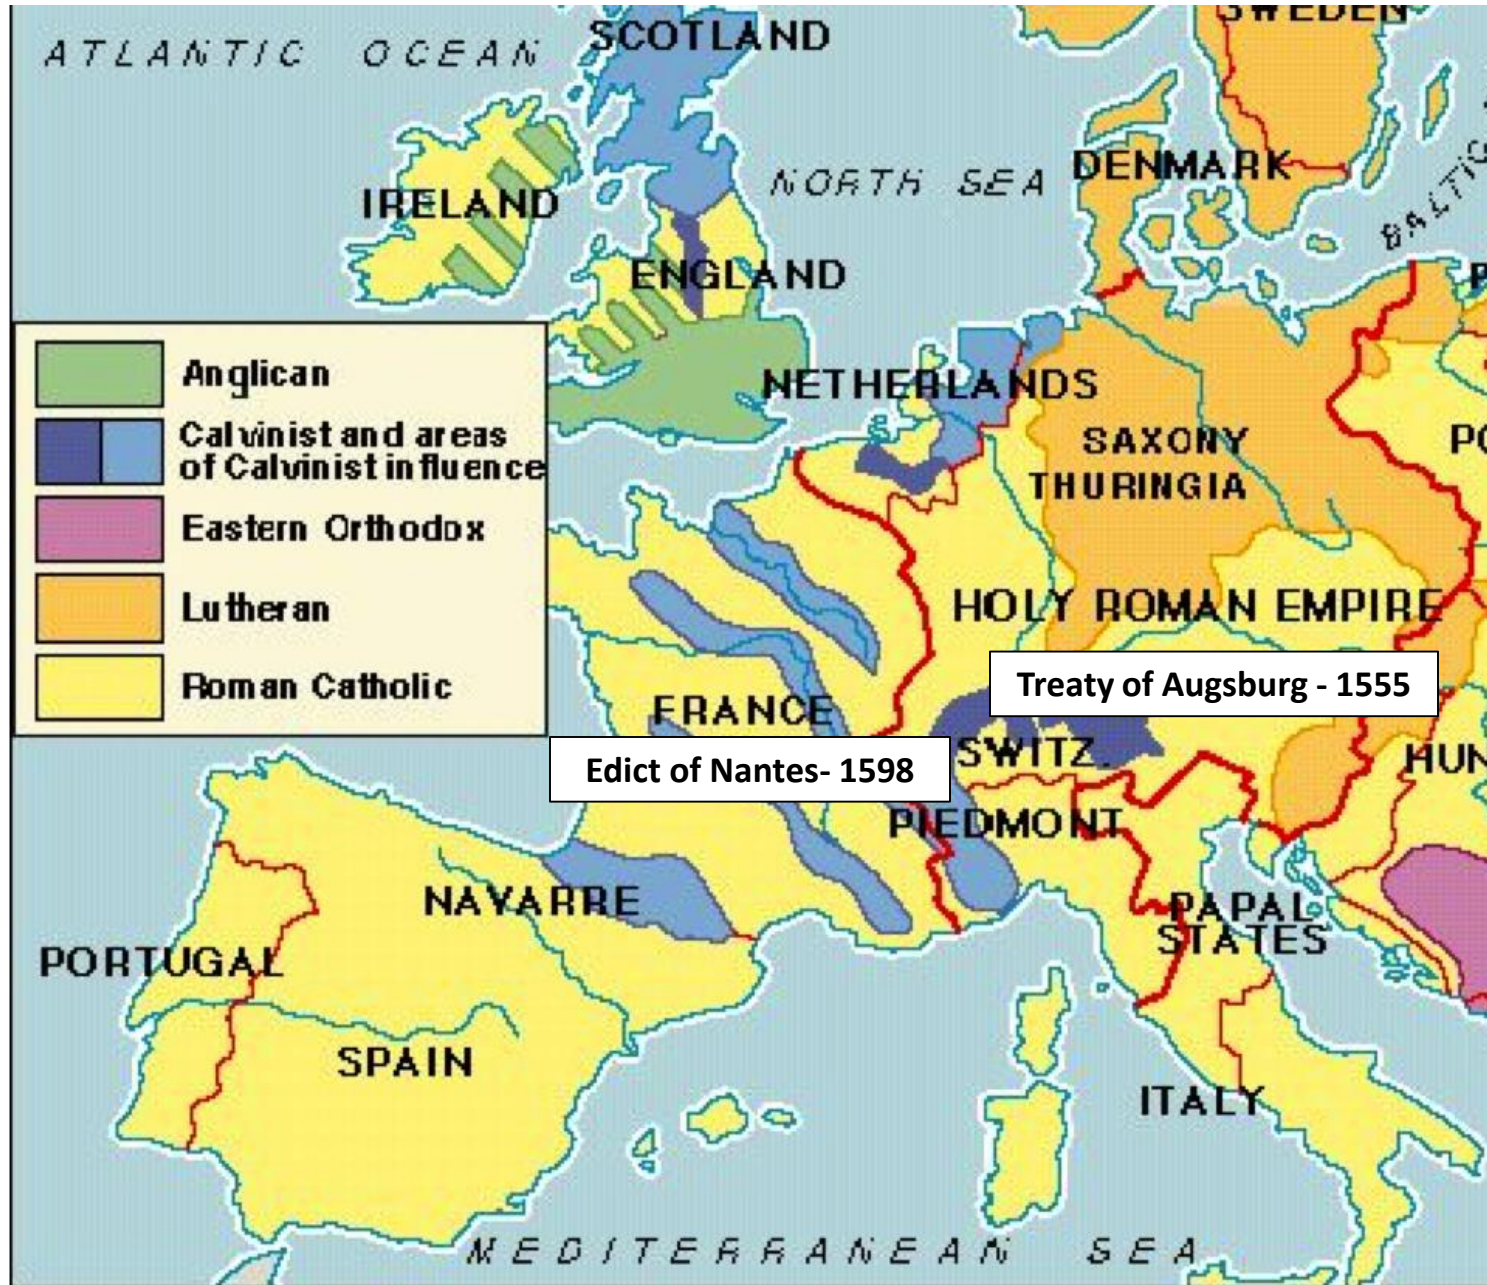 SWEDEN
SCOTLAND
ATLANTIC OCEAN
DENMARK
NORTH SEA
IRELAND
BALTIC
ENGLAND
Anglican
Calvinist and areas
of Calvinist influence
Eastern Orthodox
Lutheran
Roman Catholic
NETHERLANDS
SAXONY
THURINGIA
PO
HOLY ROMAN EMPIRE
Treaty of Augsburg - 1555
FRANCE
SWITZ.
HUN
Edict of Nantes- 1598
PIEDMONT
NAVARRE
PAPAL
STATES
PORTUGAL
SPAIN
ITALY
MEDITERRANEAN SEA